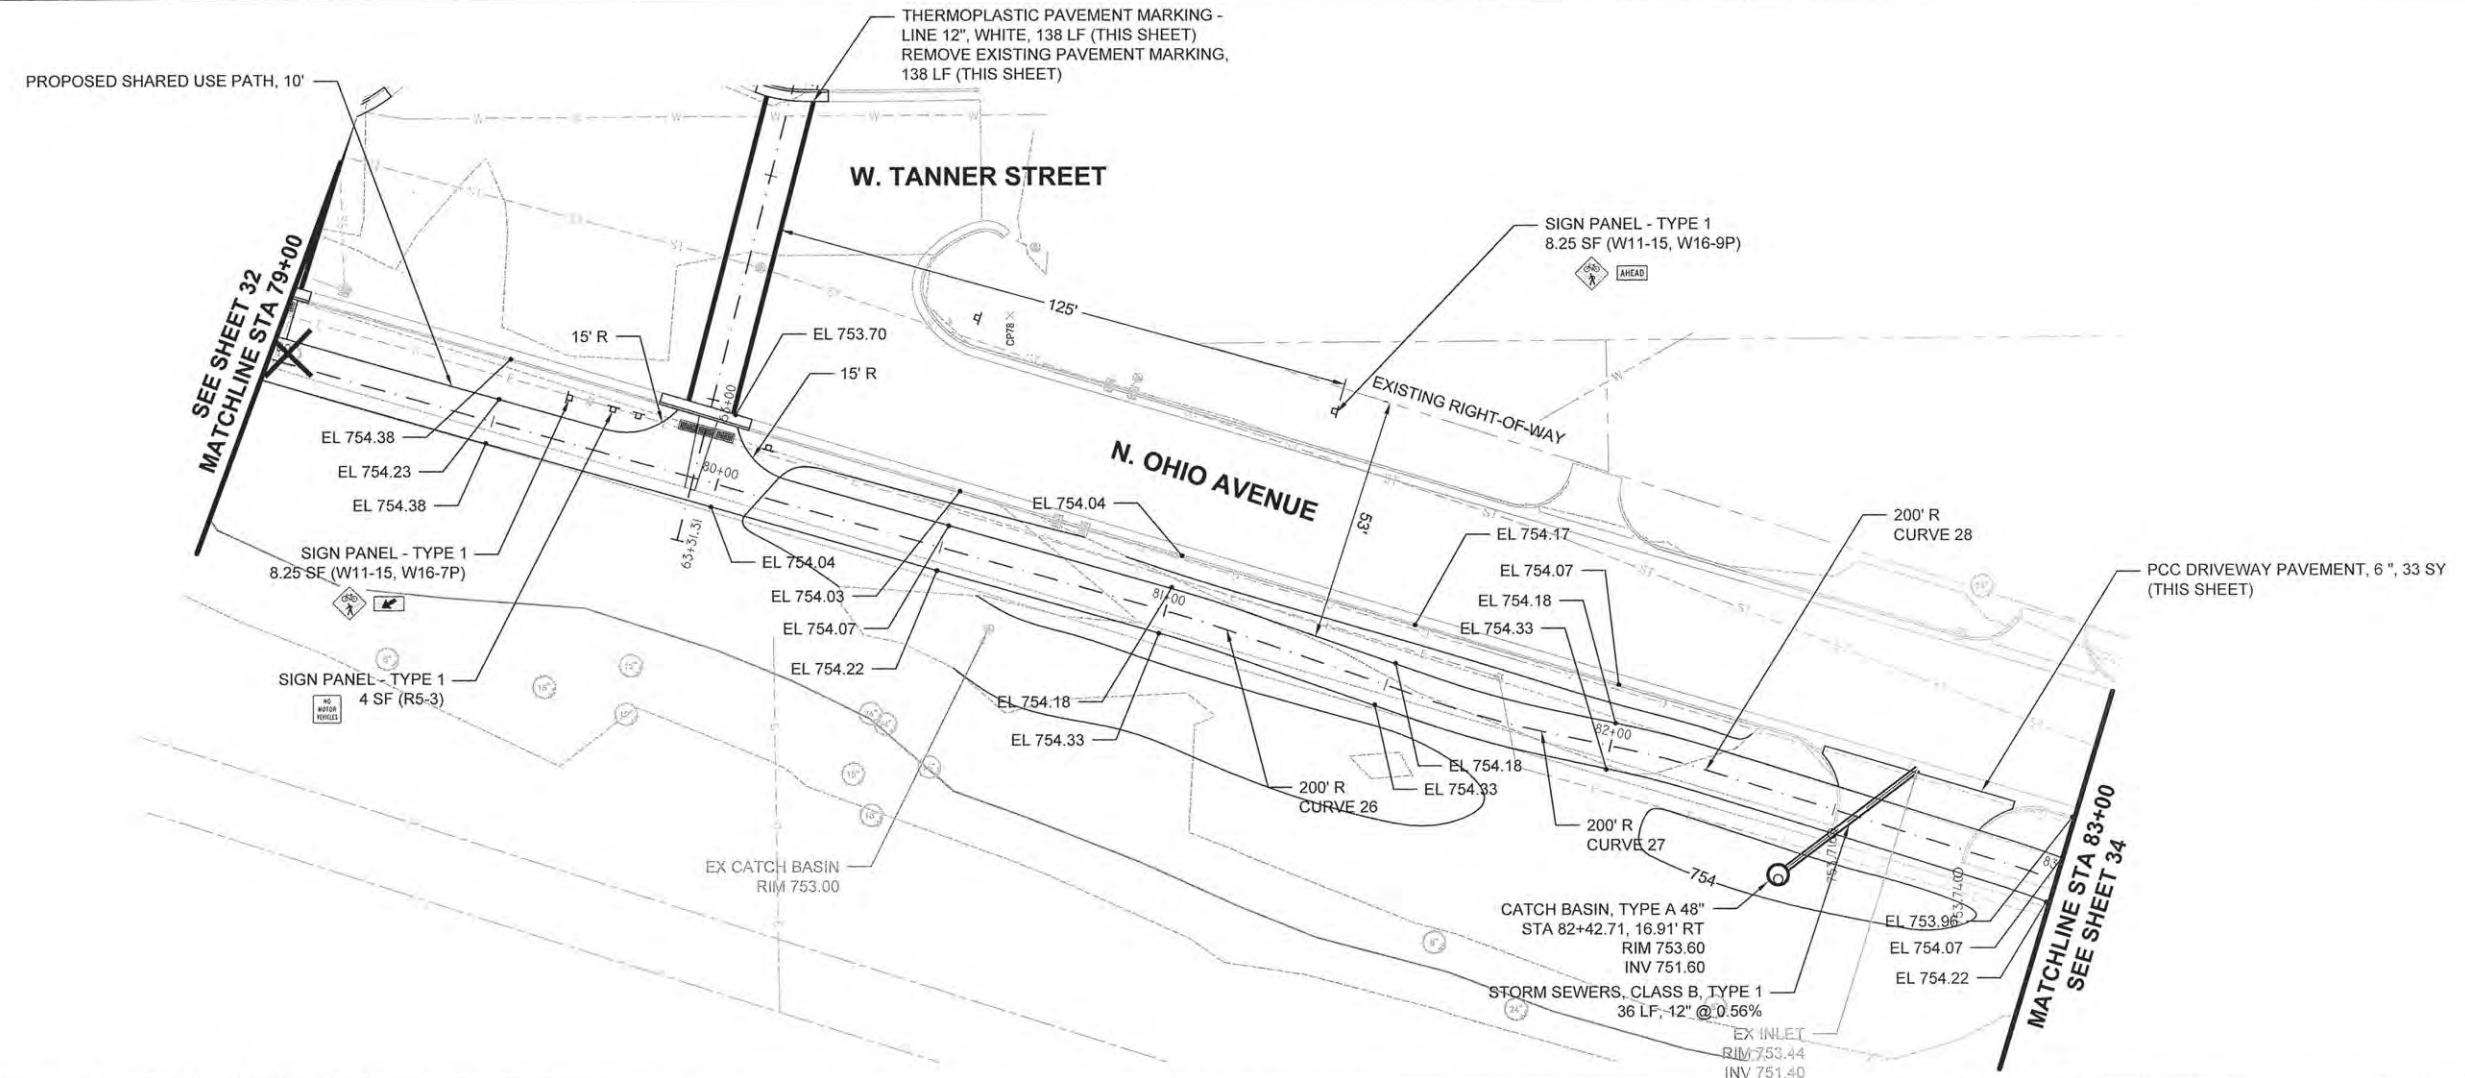 THERMOPLASTIC PAVEMENT MARKING -
LINE 12", WHITE, 138 LF (THIS SHEET)
REMOVE EXISTING PAVEMENT MARKING,
138 LF (THIS SHEET)
PROPOSED SHARED USE PATH, 10'
W. TANNER STREET
SIGN PANEL - TYPE 1
8.25 SF (W11-15, W16-9P)
AHEAD
SEE SHEET 32
MATCHLINE STA 79+00
125'
15' R
EL 753.70
15' R
CP78
EXISTING RIGHT-OF-WAY
63+00
EL 754.38
EL 754.23
EL 754.38
80+00
N. OHIO AVENUE
53'
EL 754.04
EL 754.17
200' R
CURVE 28
63+31.31
SIGN PANEL - TYPE 1
8.25 SF (W11-15, W16-7P)
EL 754.04
EL 754.03
EL 754.07
EL 754.22
81+00
EL 754.07
EL 754.18
EL 754.33
PCC DRIVEWAY PAVEMENT, 6 ", 33 SY
(THIS SHEET)
SIGN PANEL - TYPE 1
4 SF (R5-3)
NO
MOTOR
VEHICLES
EL 754.18
EL 754.33
82+00
EL 754.18
EL 754.33
200' R
CURVE 26
200' R
CURVE 27
EX CATCH BASIN
RIM 753.00
754
83
MATCHLINE STA 83+00
SEE SHEET 34
CATCH BASIN, TYPE A 48"
STA 82+42.71, 16.91' RT
RIM 753.60
INV 751.60
EL 753.96
EL 754.07
EL 754.22
STORM SEWERS, CLASS B, TYPE 1
36 LF, 12" @ 0.56%
EX INLET
RIM 753.44
INV 751.40